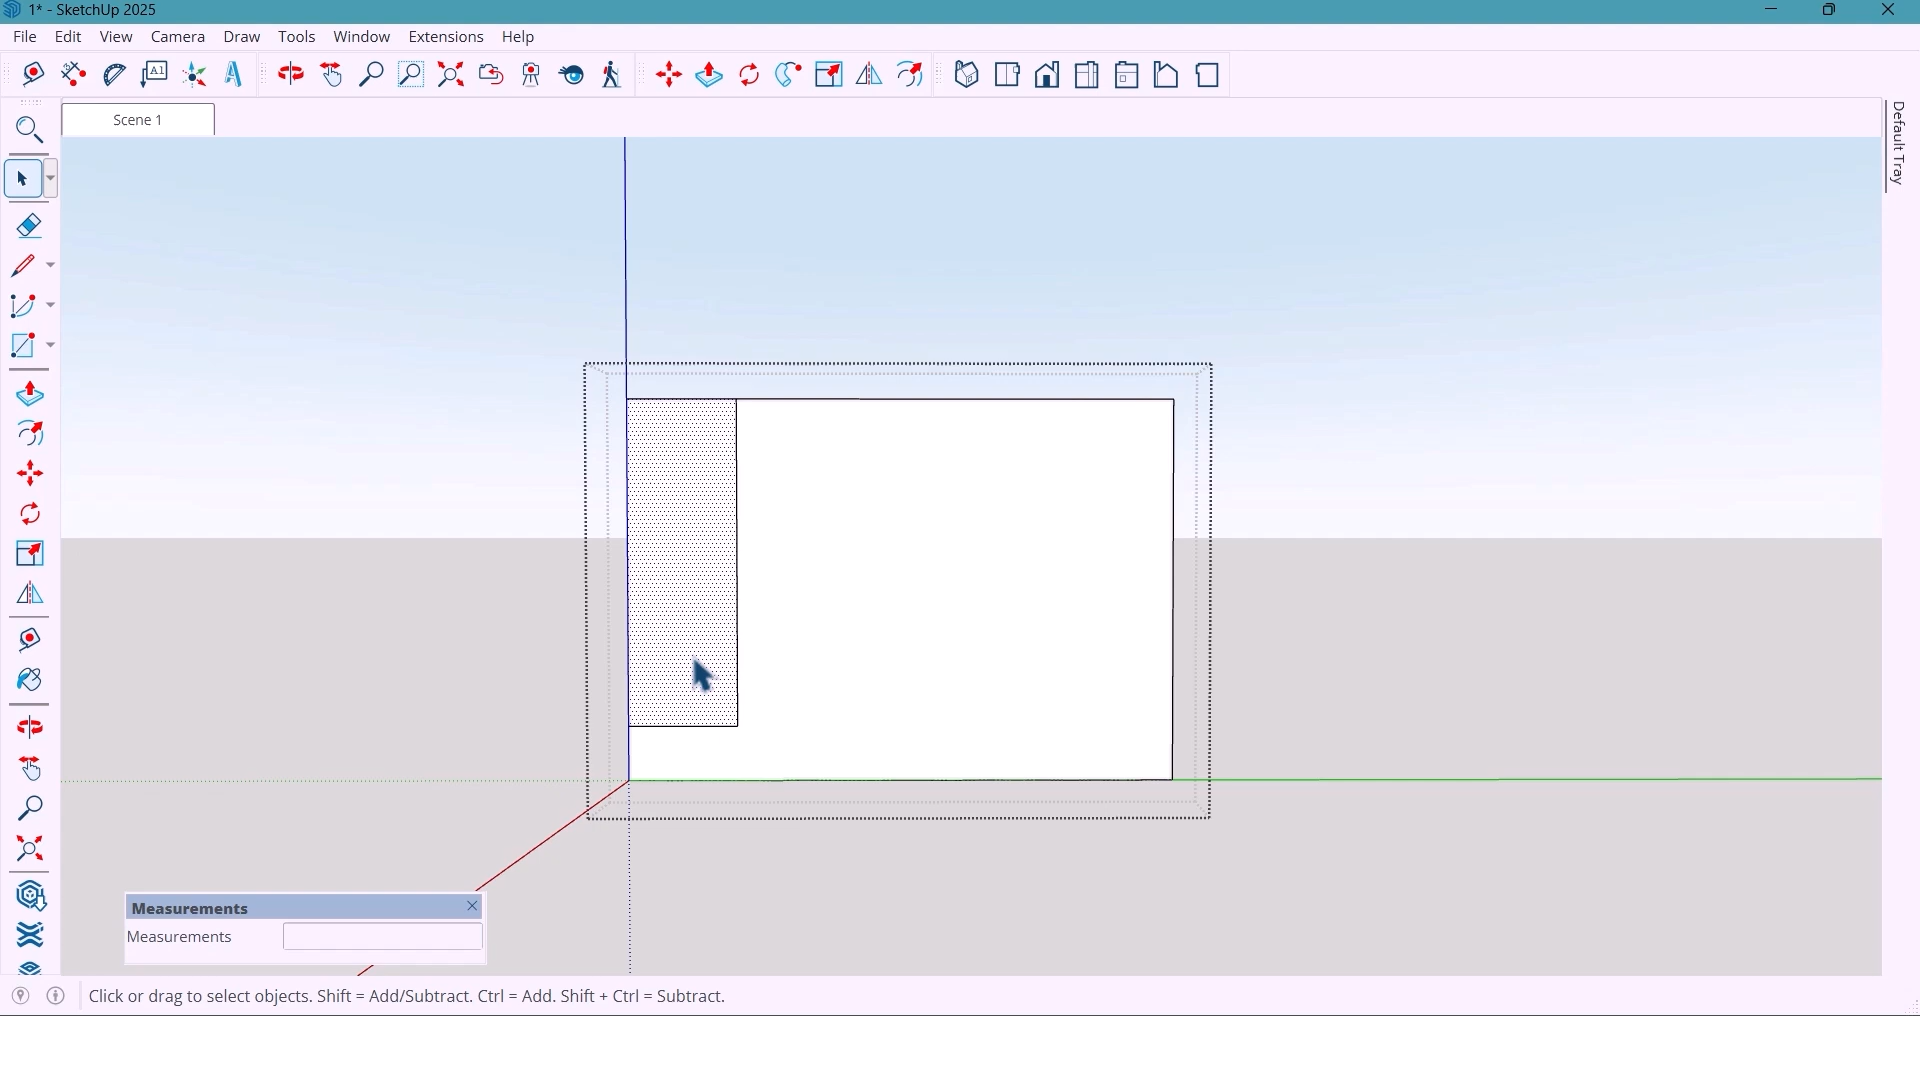 1* - SketchUp 2025
File Edit View Camera Draw Tools Window Extensions Help
A1
A
Scene 1
Default Tray
Measurements
Measurements
Click or drag to select objects. Shift = Add/Subtract. Ctrl = Add. Shift + Ctrl = Subtract.